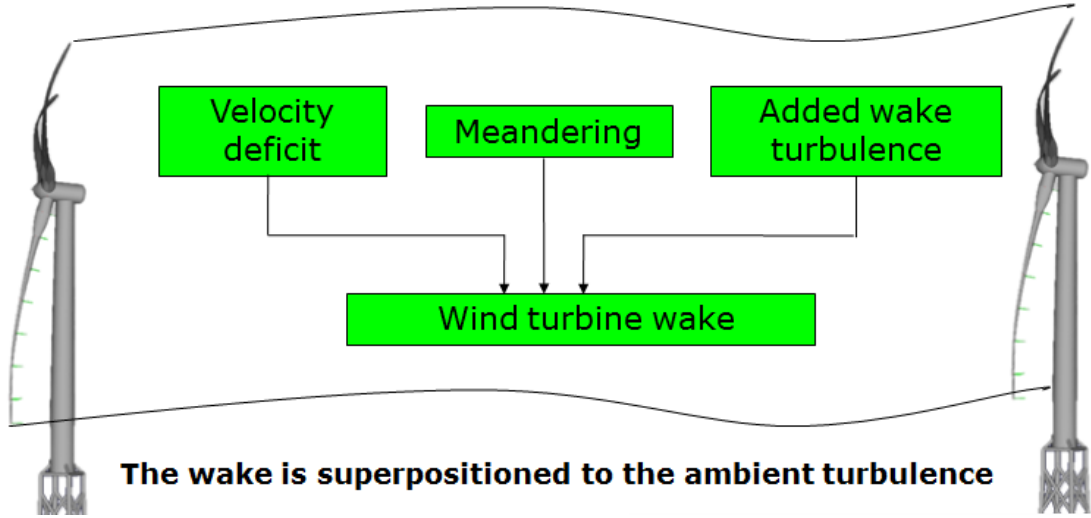 Velocity
deficit
Meandering
Added wake
turbulence
Wind turbine wake
The wake is superpositioned to the ambient turbulence